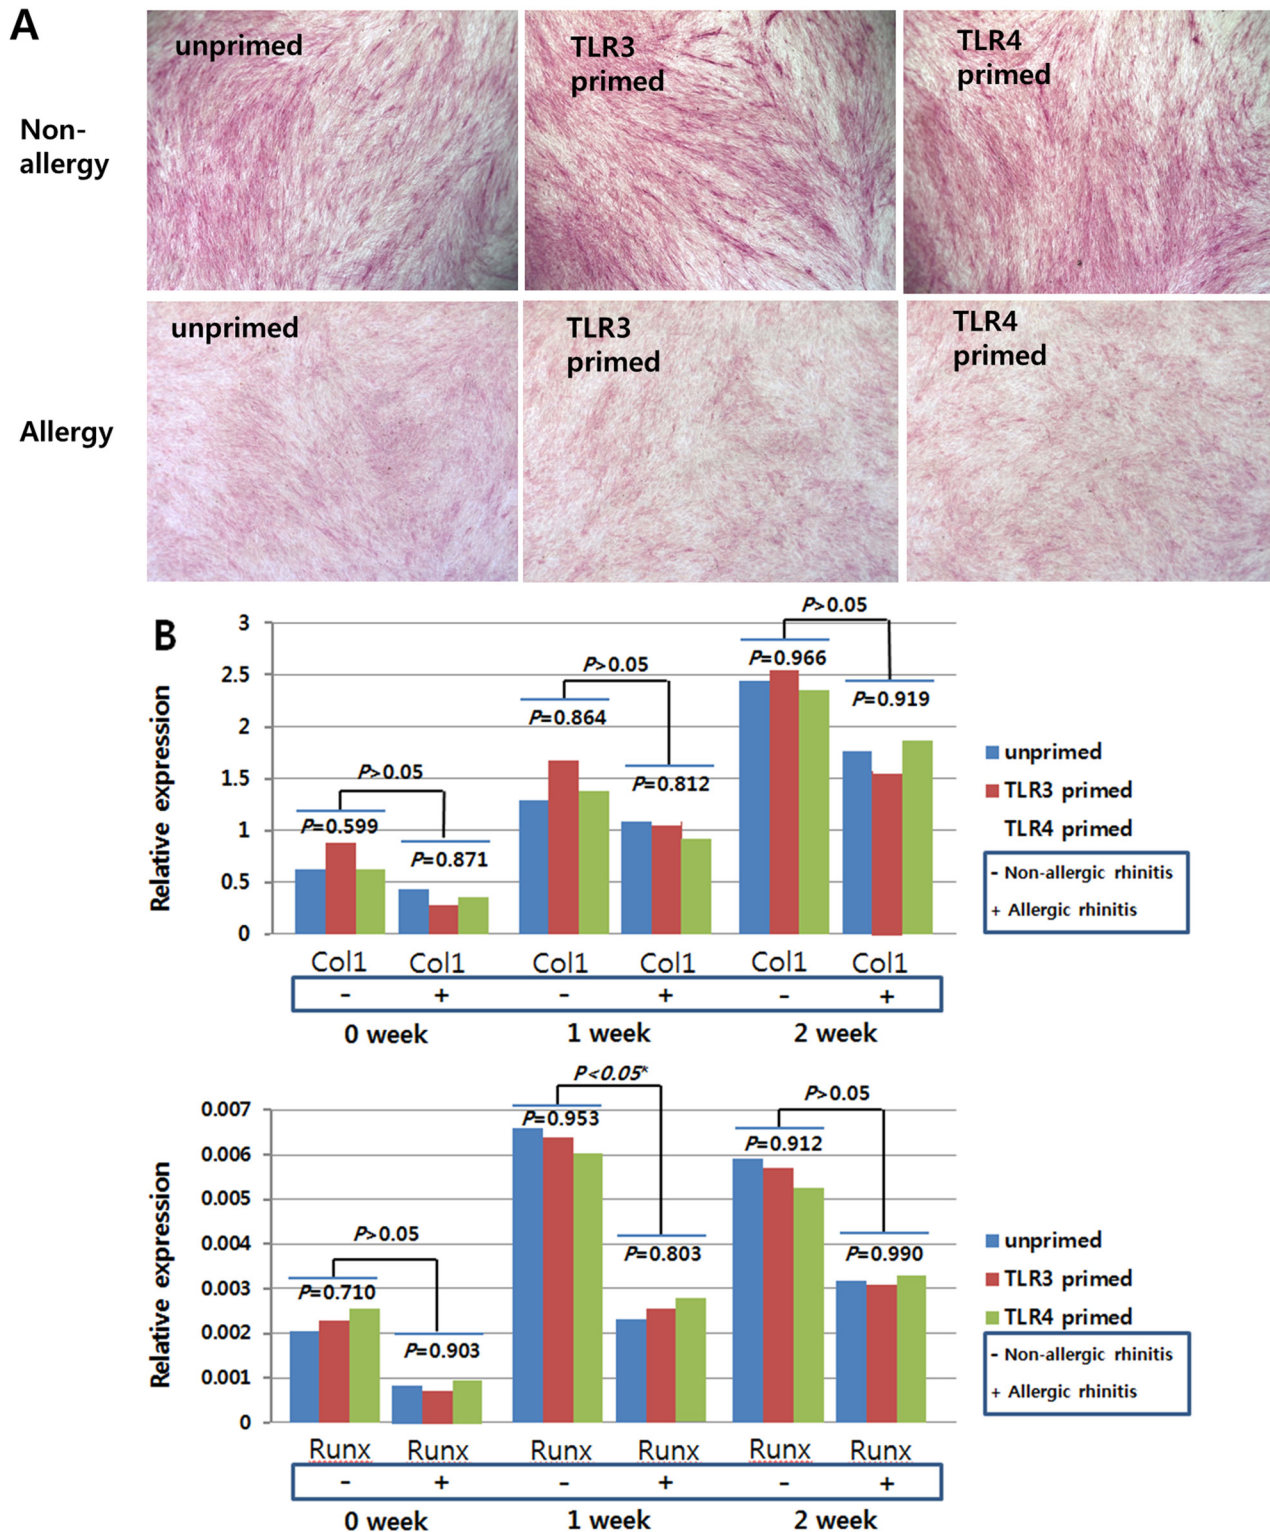 A
unprimed
TLR3
primed
TLR4
primed
Non-
allergy
unprimed
TLR3
primed
TLR4
primed
Allergy
B
Relative expression
3
2.5
2
1.5
1
0.5
0
P>0.05
P=0.599
P=0.871
P>0.05
P=0.864
P=0.812
P>0.05
P=0.966
P=0.919
unprimed
TLR3 primed
TLR4 primed
- Non-allergic rhinitis
+ Allergic rhinitis
Col1 Col1 Col1 Col1 Col1 Col1
- + - + - +
0 week 1 week 2 week
Relative expression
0.007
0.006
0.005
0.004
0.003
0.002
0.001
0
P>0.05
P=0.710
P=0.903
P<0.05*
P=0.953
P=0.803
P>0.05
P=0.912
P=0.990
unprimed
TLR3 primed
TLR4 primed
- Non-allergic rhinitis
+ Allergic rhinitis
Runx Runx Runx Runx Runx Runx
- + - + - +
0 week 1 week 2 week